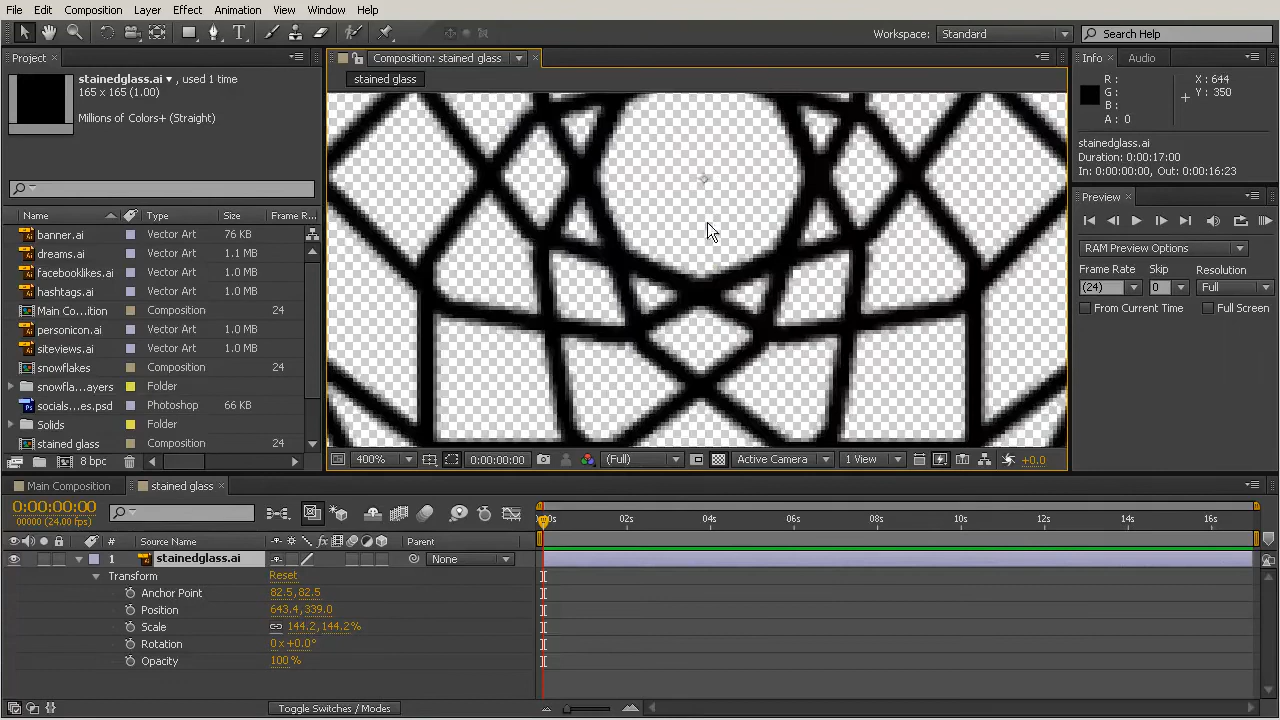 File Edit Composition Layer Effect Animation View Window Help
Workspace: Standard Search Help
Project
stainedglass.ai ▾ , used 1 time
165 x 165 (1.00)
Millions of Colors+ (Straight)
Name Type Size Frame R...
banner.ai Vector Art 76 KB
dreams.ai Vector Art 1.1 MB
facebooklikes.ai Vector Art 1.0 MB
hashtags.ai Vector Art 1.0 MB
Main Co...ition Composition 24
personicon.ai Vector Art 1.0 MB
siteviews.ai Vector Art 1.0 MB
snowflakes Composition 24
snowfla...ayers Folder
socials...es.psd Photoshop 66 KB
Solids Folder
stained glass Composition 24
8 bpc
Composition: stained glass
stained glass
400% 0:00:00:00 (Full) Active Camera 1 View +0.0
Info Audio
R :
G :
B :
A : 0
X : 644
Y : 350
stainedglass.ai
Duration: 0:00:17:00
In: 0:00:00:00, Out: 0:00:16:23
Preview
RAM Preview Options
Frame Rate Skip Resolution
(24) 0 Full
From Current Time Full Screen
Main Composition stained glass
0:00:00:00
00000 (24.00 fps)
:00s 02s 04s 06s 08s 10s 12s 14s 16s
# Source Name Parent
1 stainedglass.ai None
Transform Reset
Anchor Point 82.5,82.5
Position 643.4,339.0
Scale 144.2,144.2%
Rotation 0x+0.0°
Opacity 100%
Toggle Switches / Modes